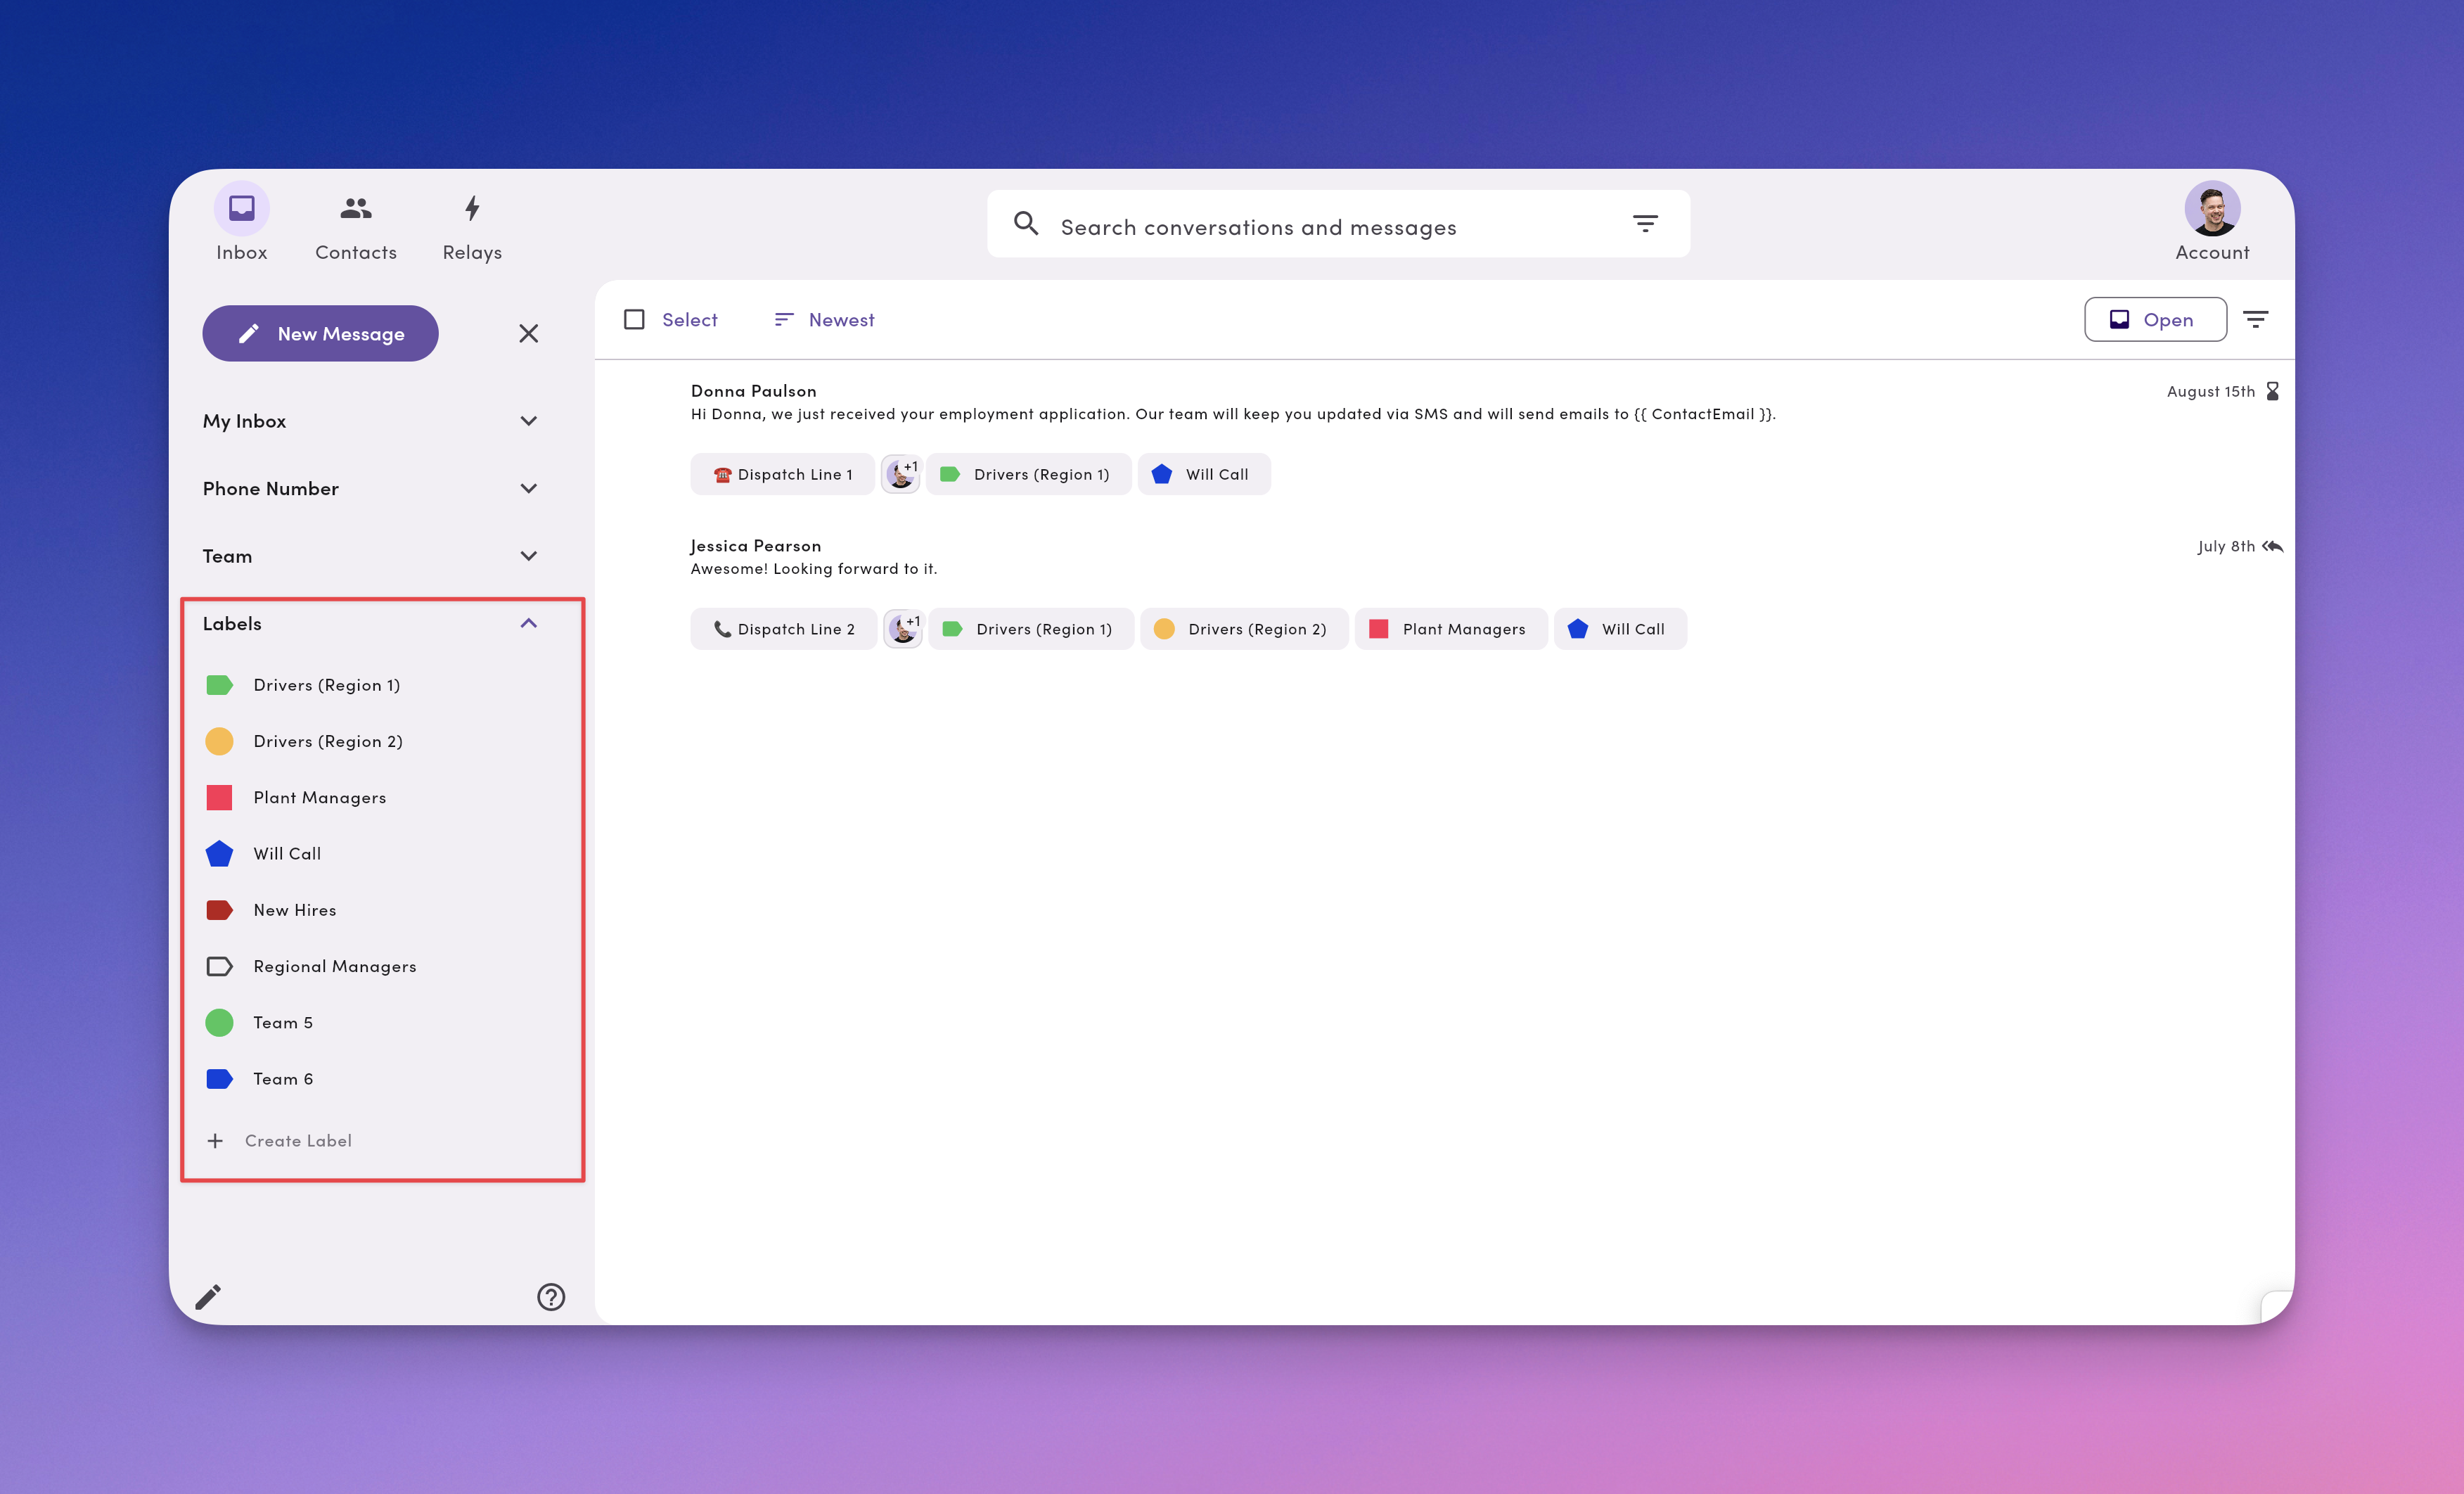 Inbox
Contacts
Relays
Search conversations and messages
Account
New Message
Select
Newest
Open
My Inbox
Phone Number
Team
Labels
Drivers (Region 1)
Drivers (Region 2)
Plant Managers
Will Call
New Hires
Regional Managers
Team 5
Team 6
Create Label
Donna Paulson
August 15th
Hi Donna, we just received your employment application. Our team will keep you updated via SMS and will send emails to {{ ContactEmail }}.
☎️ Dispatch Line 1 +1 Drivers (Region 1) Will Call
Jessica Pearson
July 8th
Awesome! Looking forward to it.
📞 Dispatch Line 2 +1 Drivers (Region 1) Drivers (Region 2) Plant Managers Will Call